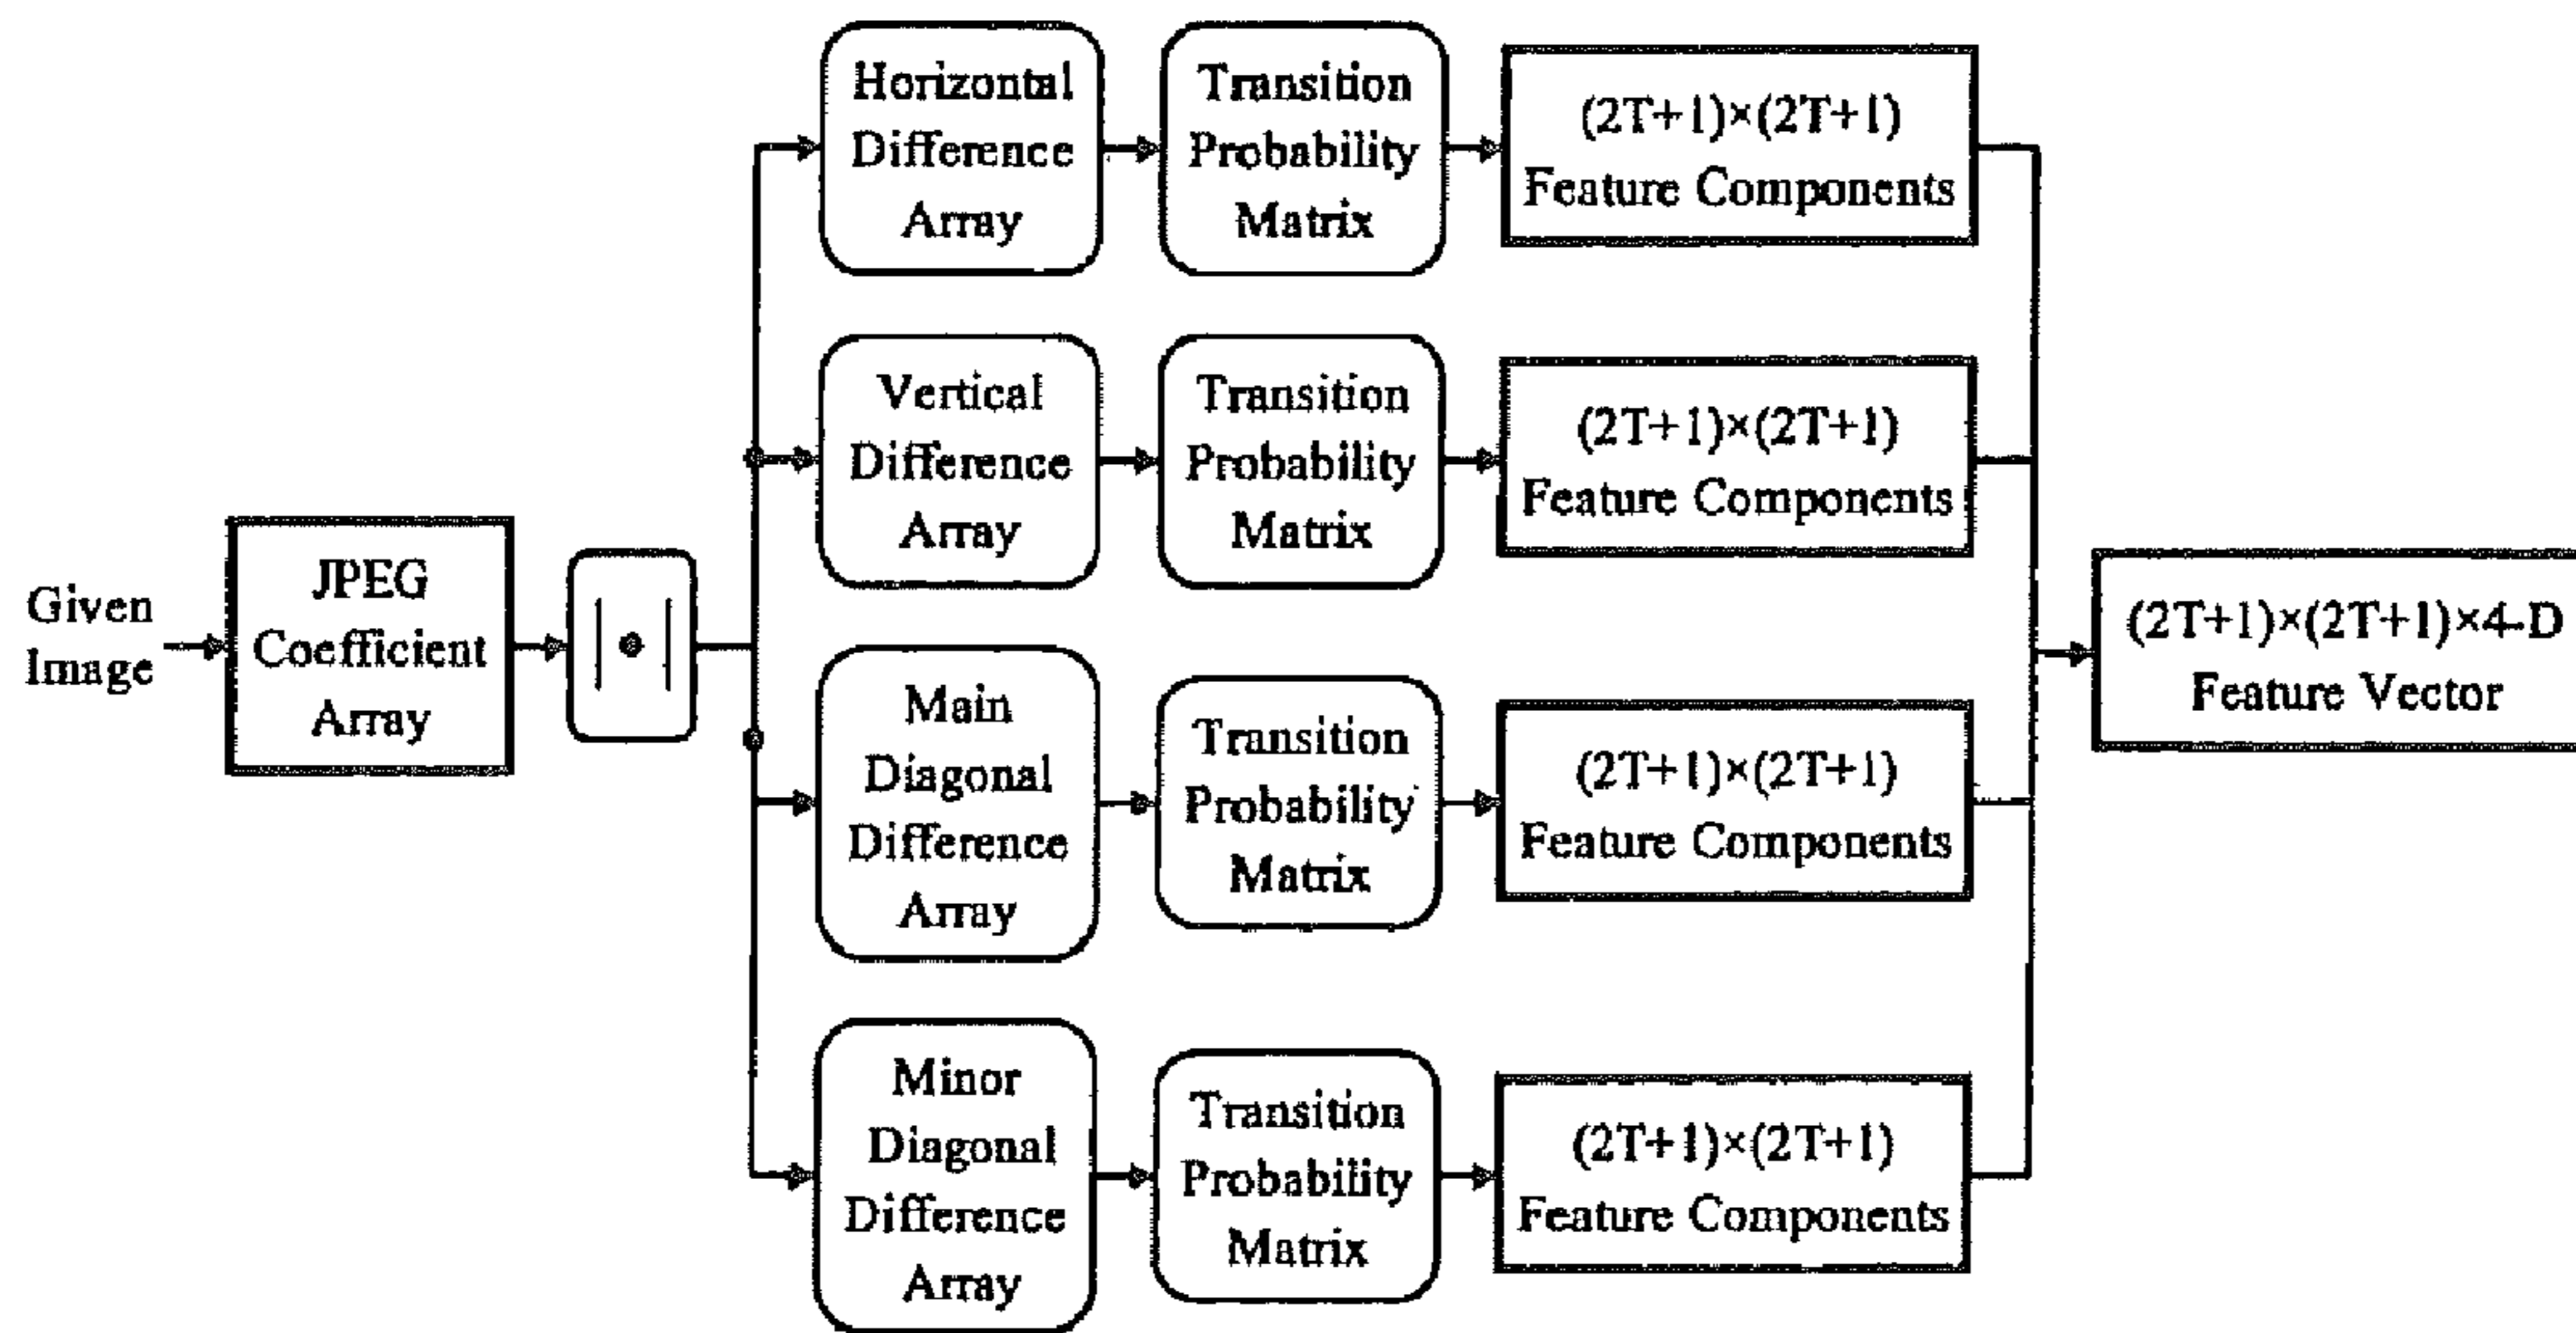 Given
Image
JPEG
Coefficient
Array
| • |
Horizontal
Difference
Array
Transition
Probability
Matrix
(2T+1)×(2T+1)
Feature Components
Vertical
Difference
Array
Transition
Probability
Matrix
(2T+1)×(2T+1)
Feature Components
Main
Diagonal
Difference
Array
Transition
Probability
Matrix
(2T+1)×(2T+1)
Feature Components
Minor
Diagonal
Difference
Array
Transition
Probability
Matrix
(2T+1)×(2T+1)
Feature Components
(2T+1)×(2T+1)×4-D
Feature Vector